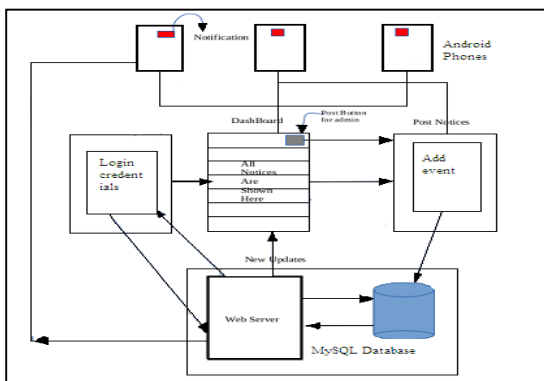 Notification
Android
Phones
DashBoard
Post Button
for admin
Post Notices
Login
credent
ials
All
Notices
Are
Shown
Here
Add
event
New Updates
Web Server
MySQL Database